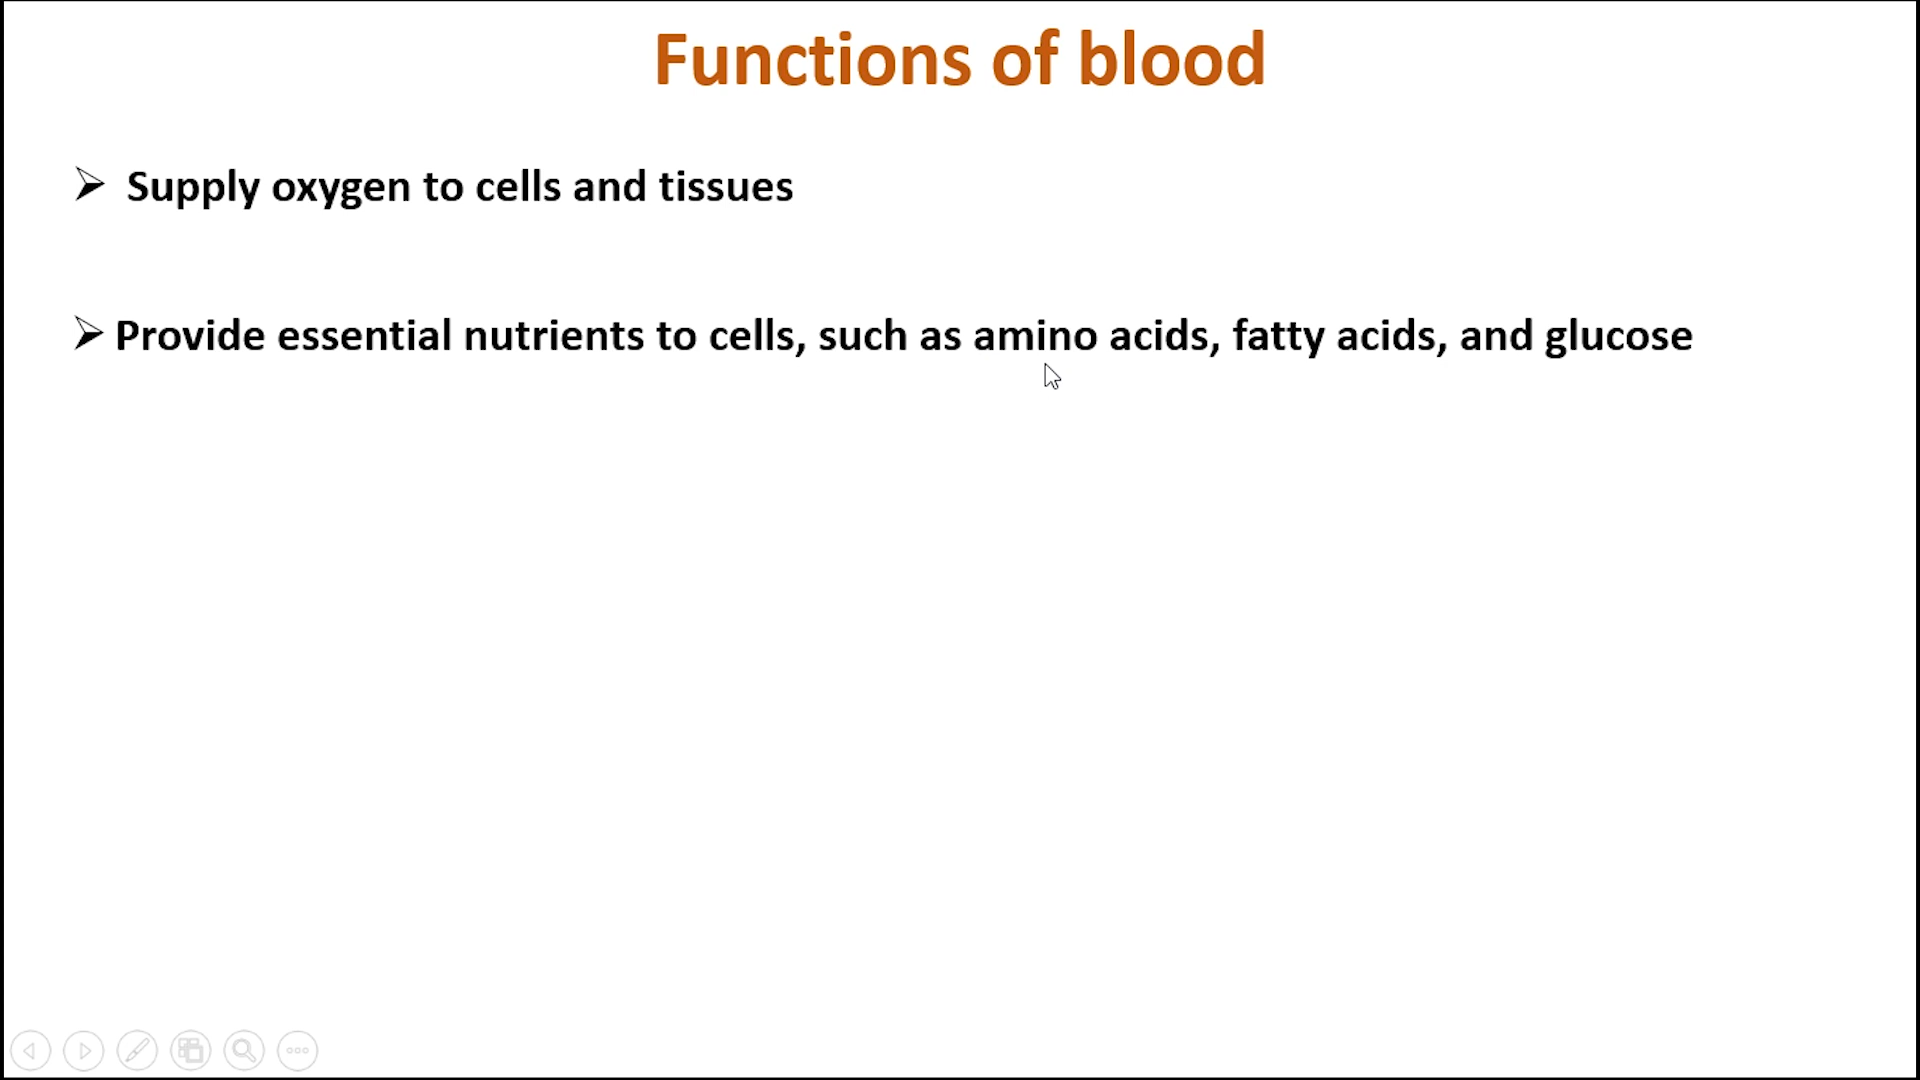 Functions of blood
➢ Supply oxygen to cells and tissues
➢ Provide essential nutrients to cells, such as amino acids, fatty acids, and glucose